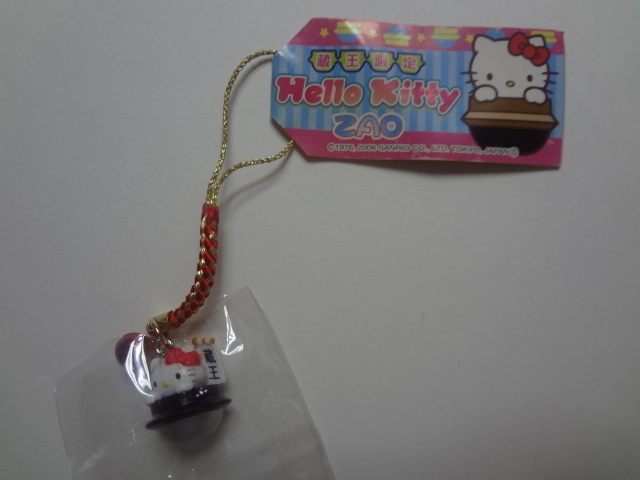 蔵王限定
Hello Kitty
ZAO
©1976, 2006 SANRIO CO., LTD. TOKYO, JAPAN
蔵王